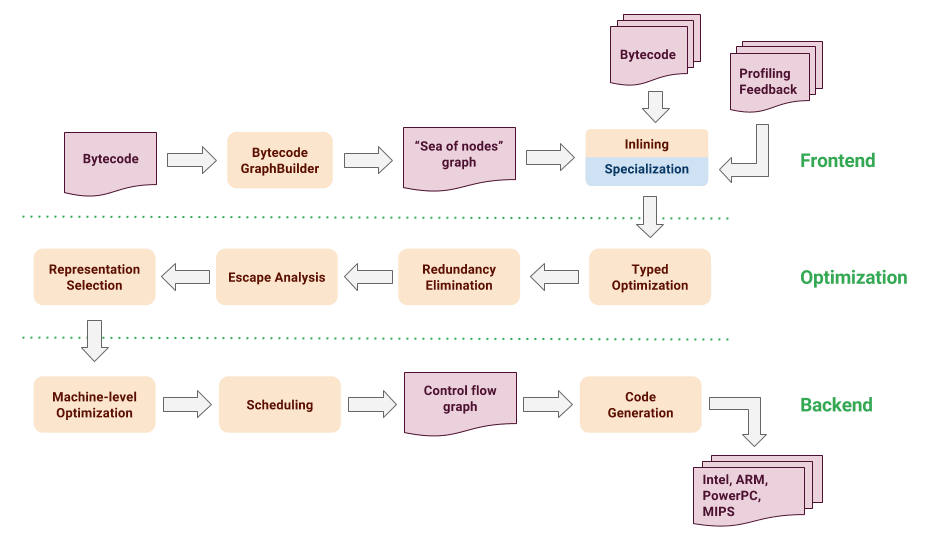 Bytecode
Profiling
Feedback
Bytecode
Bytecode
GraphBuilder
“Sea of nodes”
graph
Inlining
Specialization
Frontend
Representation
Selection
Escape Analysis
Redundancy
Elimination
Typed
Optimization
Optimization
Machine-level
Optimization
Scheduling
Control flow
graph
Code
Generation
Backend
Intel, ARM,
PowerPC,
MIPS